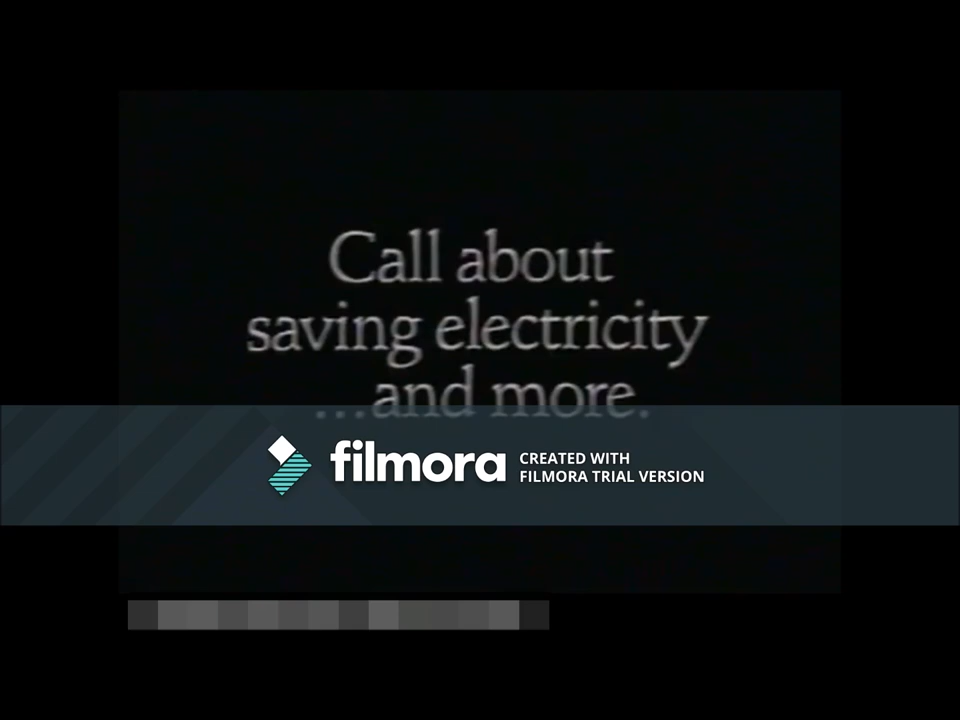 Call about
saving electricity
...and more.
filmora
CREATED WITH
FILMORA TRIAL VERSION